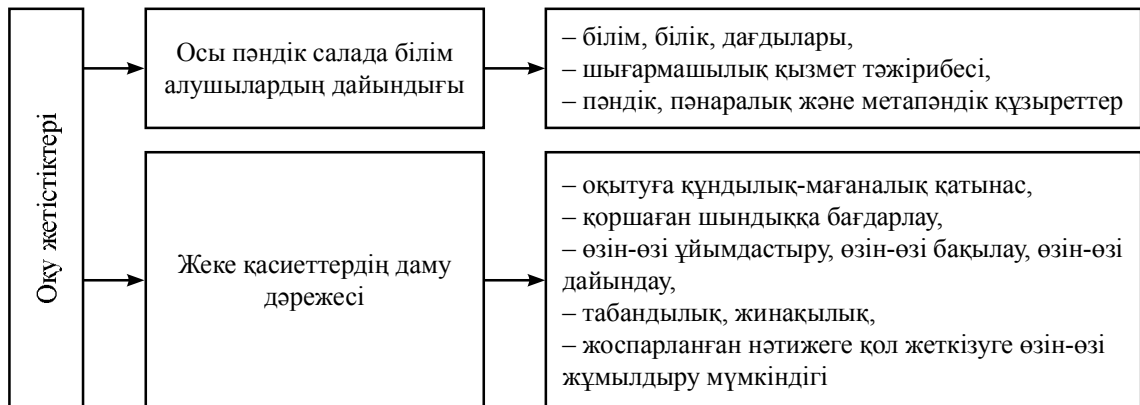 Оқу жетістіктері
Осы пәндік салада білім
алушылардың дайындығы
– білім, білік, дағдылары,
– шығармашылық қызмет тәжірибесі,
– пәндік, пәнаралық және метапәндік құзыреттер
Жеке қасиеттердің даму
дәрежесі
– оқытуға құндылық-мағаналық қатынас,
– қоршаған шындыққа бағдарлау,
– өзін-өзі ұйымдастыру, өзін-өзі бақылау, өзін-өзі
дайындау,
– табандылық, жинақылық,
– жоспарланған нәтижеге қол жеткізуге өзін-өзі
жұмылдыру мүмкіндігі